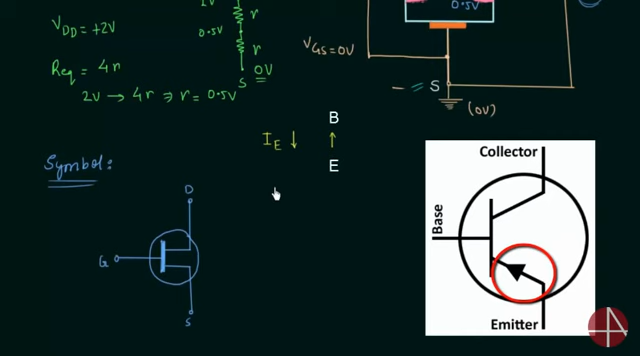 1V
0.5V
V_DD = +2V
0.5V
r
r
V_GS = 0V
Req = 4r
S
0V
2V → 4r ⇒ r = 0.5V
− = S
(0V)
B
I_E ↓ ↑
E
Symbol:
D
G
S
Collector
Base
Emitter